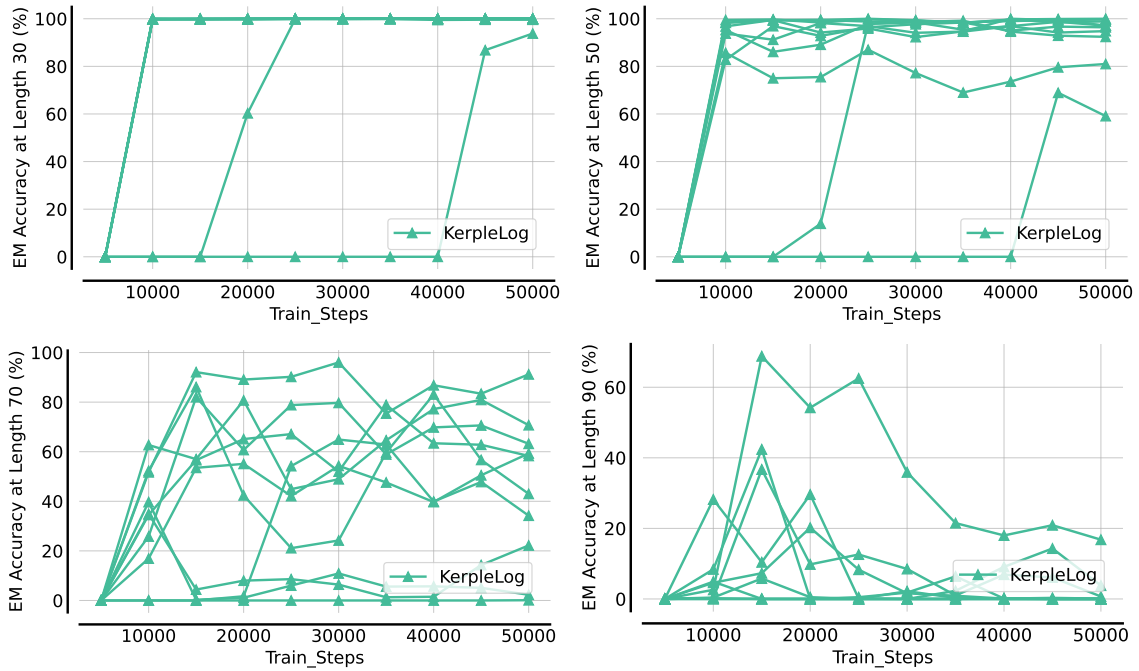 EM Accuracy at Length 30 (%)
100
80
60
40
20
0
KerpleLog
10000 20000 30000 40000 50000
Train_Steps
EM Accuracy at Length 50 (%)
100
80
60
40
20
0
KerpleLog
10000 20000 30000 40000 50000
Train_Steps
EM Accuracy at Length 70 (%)
100
80
60
40
20
0
KerpleLog
10000 20000 30000 40000 50000
Train_Steps
EM Accuracy at Length 90 (%)
60
40
20
0
KerpleLog
10000 20000 30000 40000 50000
Train_Steps